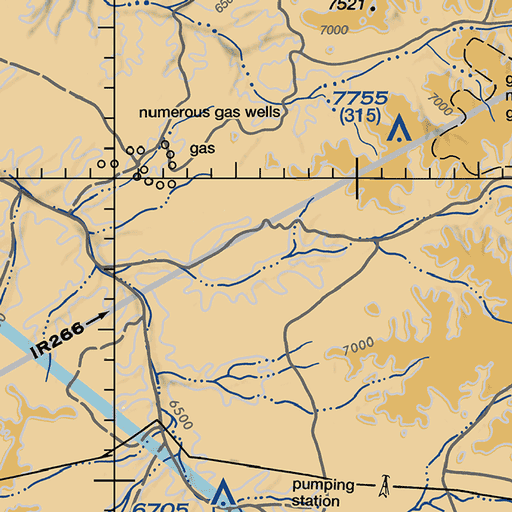 7521
7000
7755
(315)
7000
numerous gas wells
gas
g
IR266
7000
6500
pumping
station
6705